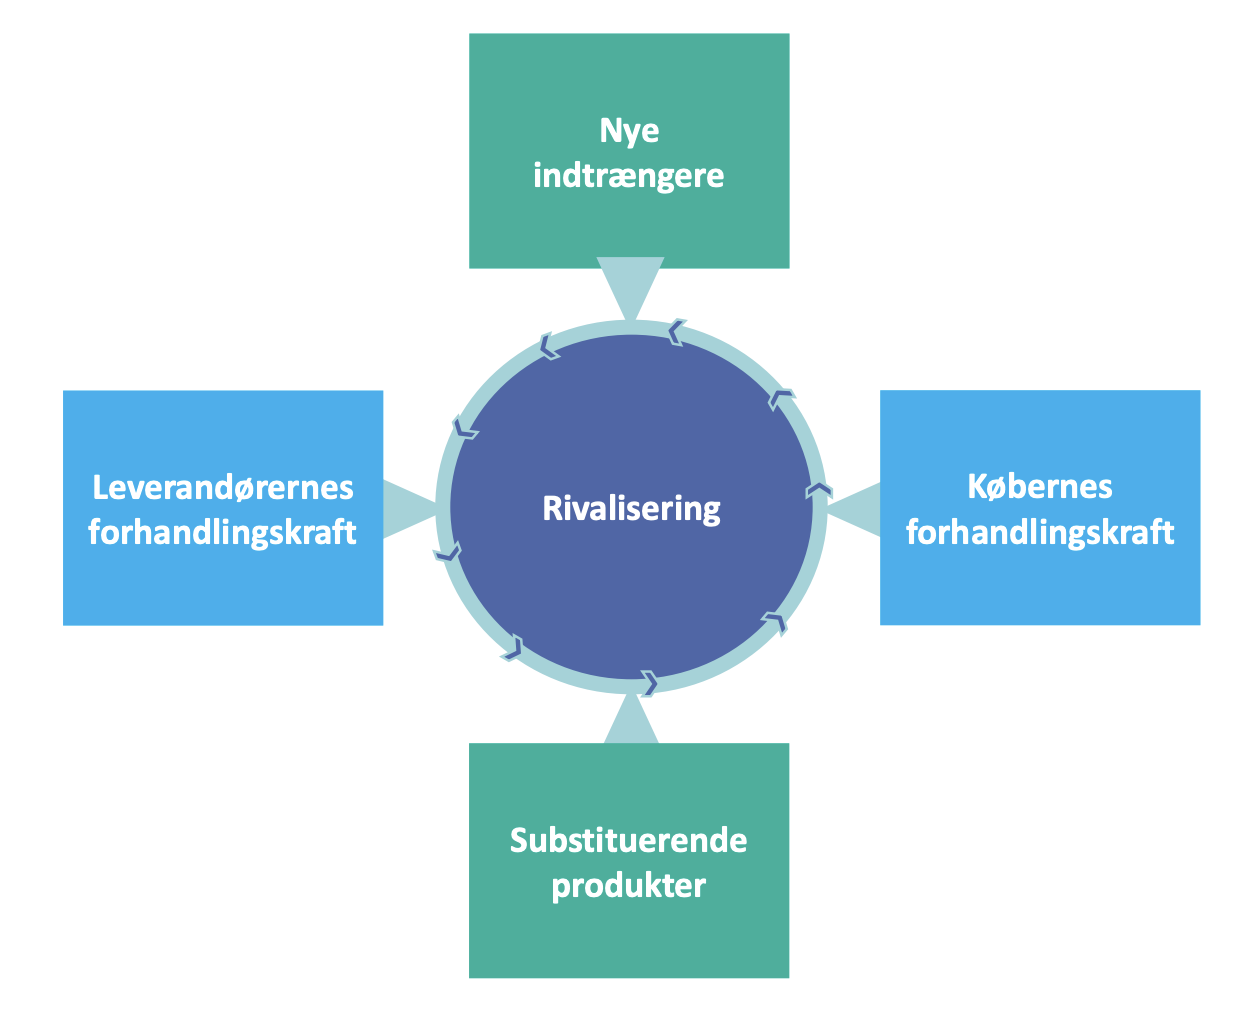 Nye
indtrængere
Leverandørernes
forhandlingskraft
Rivalisering
Købernes
forhandlingskraft
Substituerende
produkter